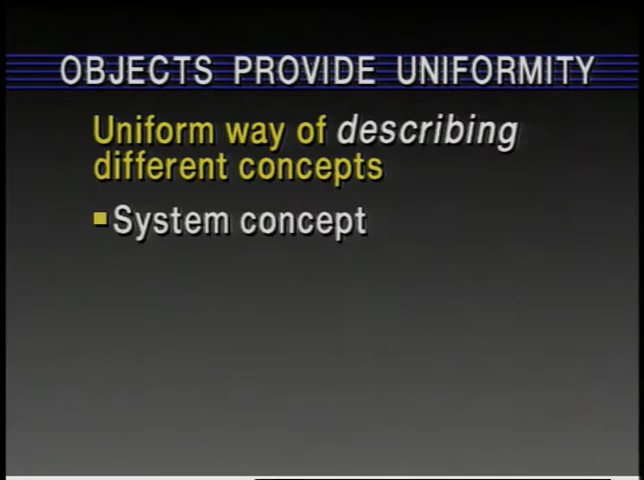 OBJECTS PROVIDE UNIFORMITY
Uniform way of describing
different concepts
System concept